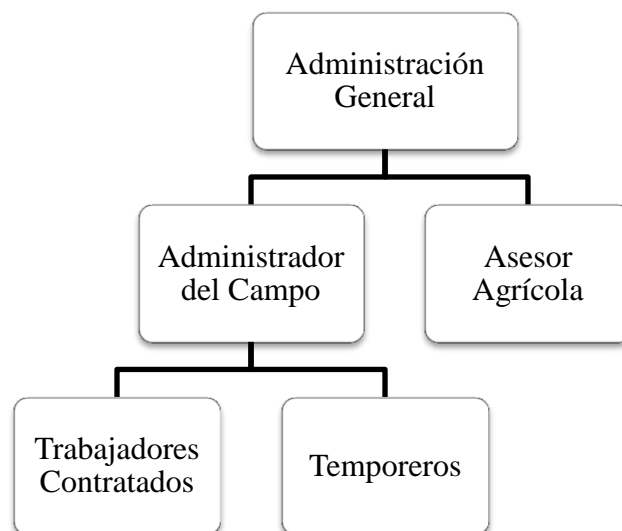 Administración
General
Administrador
del Campo
Asesor
Agrícola
Trabajadores
Contratados
Temporeros